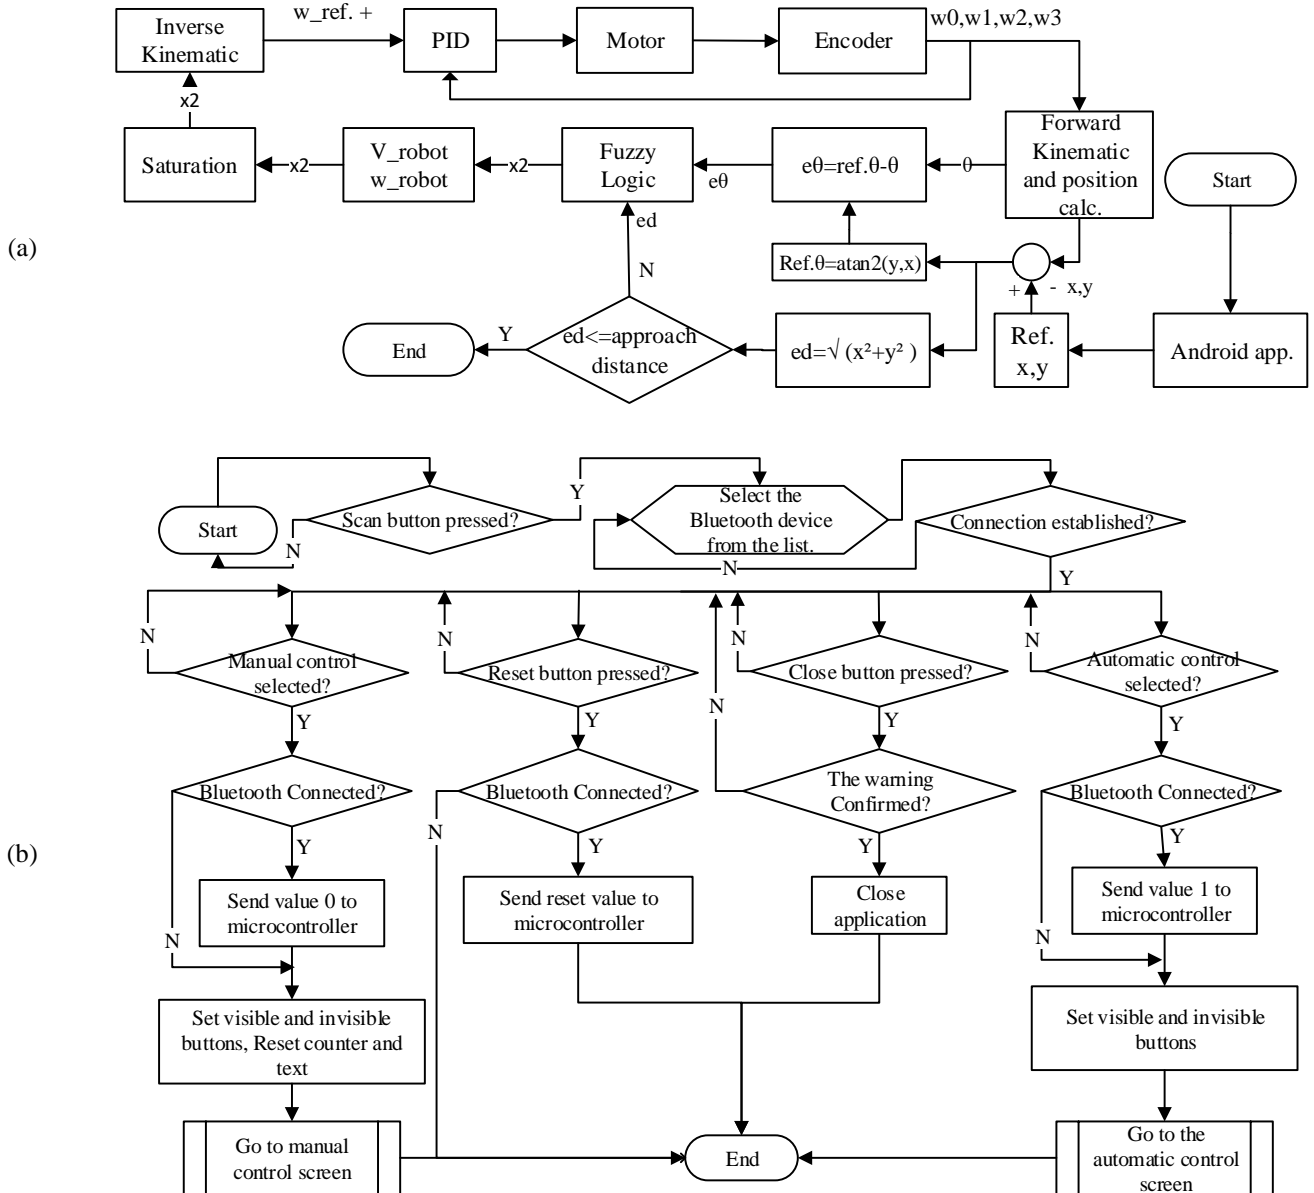 w_ref. +
w0,w1,w2,w3
Inverse
Kinematic
PID
Motor
Encoder
x2
Forward
Kinematic
and position
calc.
Saturation
x2
V_robot
w_robot
x2
Fuzzy
Logic
eθ
eθ=ref.θ-θ
θ
Start
ed
(a)
N
Ref.θ=atan2(y,x)
+
- x,y
Y
End
ed<=approach
distance
ed=√ (x²+y² )
Ref.
x,y
Android app.
Start
N
Scan button pressed?
Y
Select the
Bluetooth device
from the list.
N
Connection established?
Y
N
Manual control
selected?
Y
N
Reset button pressed?
Y
N
N
Close button pressed?
Y
N
Automatic control
selected?
Y
Bluetooth Connected?
Y
N
Bluetooth Connected?
Y
N
The warning
Confirmed?
Y
Bluetooth Connected?
Y
N
(b)
Send value 0 to
microcontroller
Send reset value to
microcontroller
Close
application
Send value 1 to
microcontroller
Set visible and invisible
buttons, Reset counter and
text
Set visible and invisible
buttons
Go to manual
control screen
End
Go to the
automatic control
screen